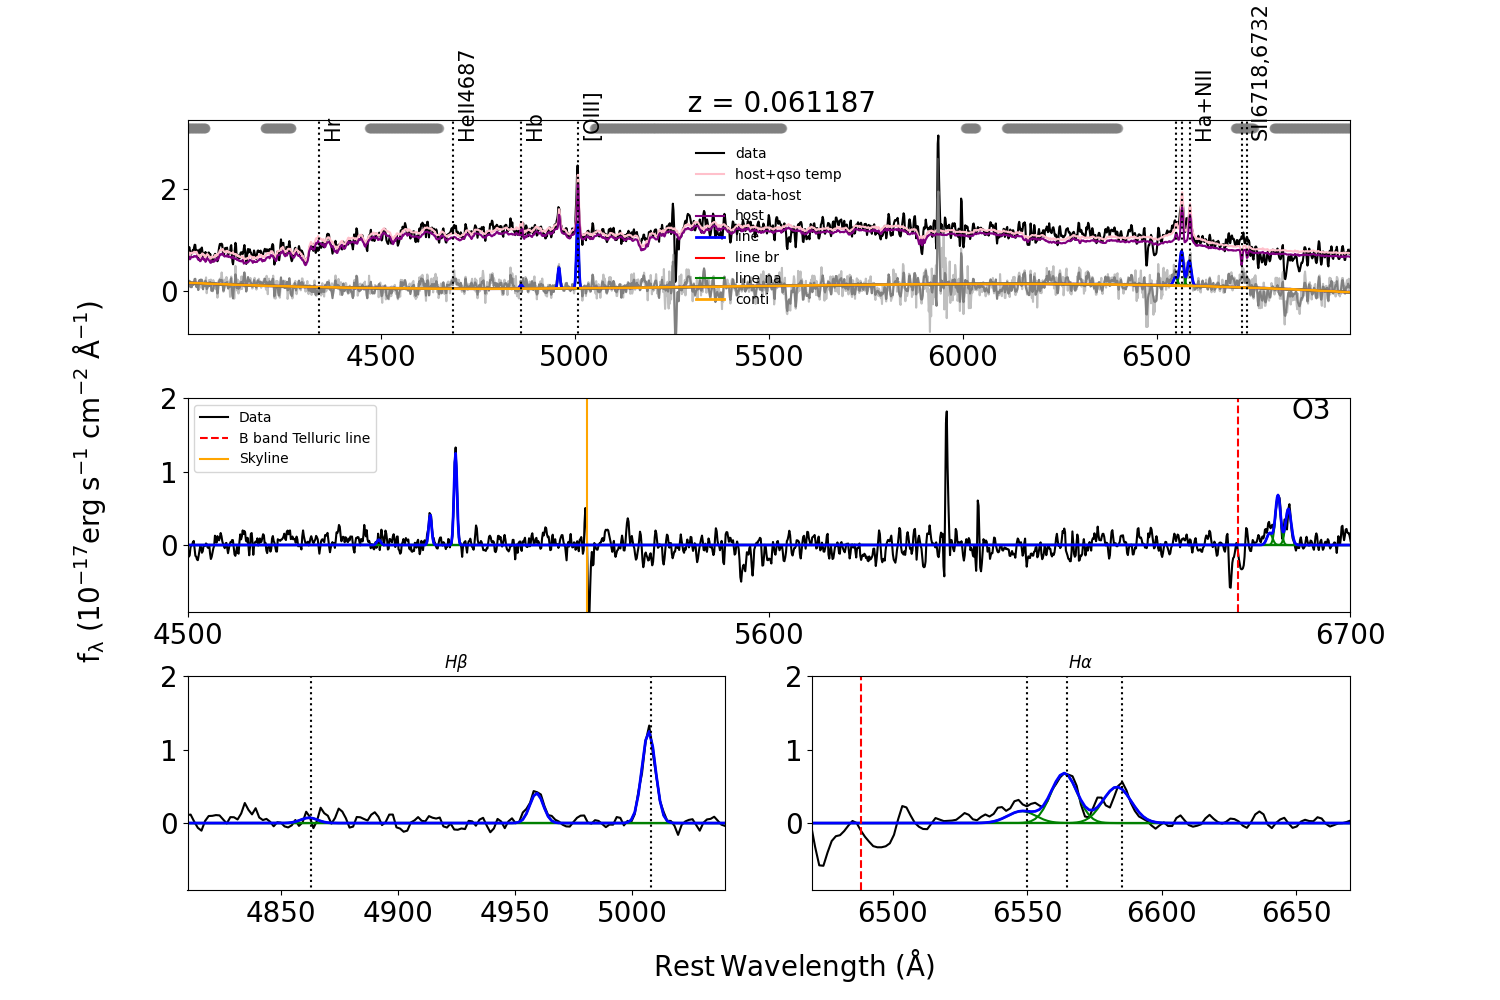 Hr
HeII4687
Hb
[OIII]
Ha+NII
SII6718,6732
z = 0.061187
data
host+qso temp
data-host
host
line
line br
line na
conti
2
0
4500 5000 5500 6000 6500
fλ (10⁻¹⁷erg s⁻¹ cm⁻² Å⁻¹)
O3
Data
B band Telluric line
Skyline
2
1
0
4500 5600 6700
Hβ
2
1
0
4850 4900 4950 5000
Hα
2
1
0
6500 6550 6600 6650
Rest Wavelength (Å)